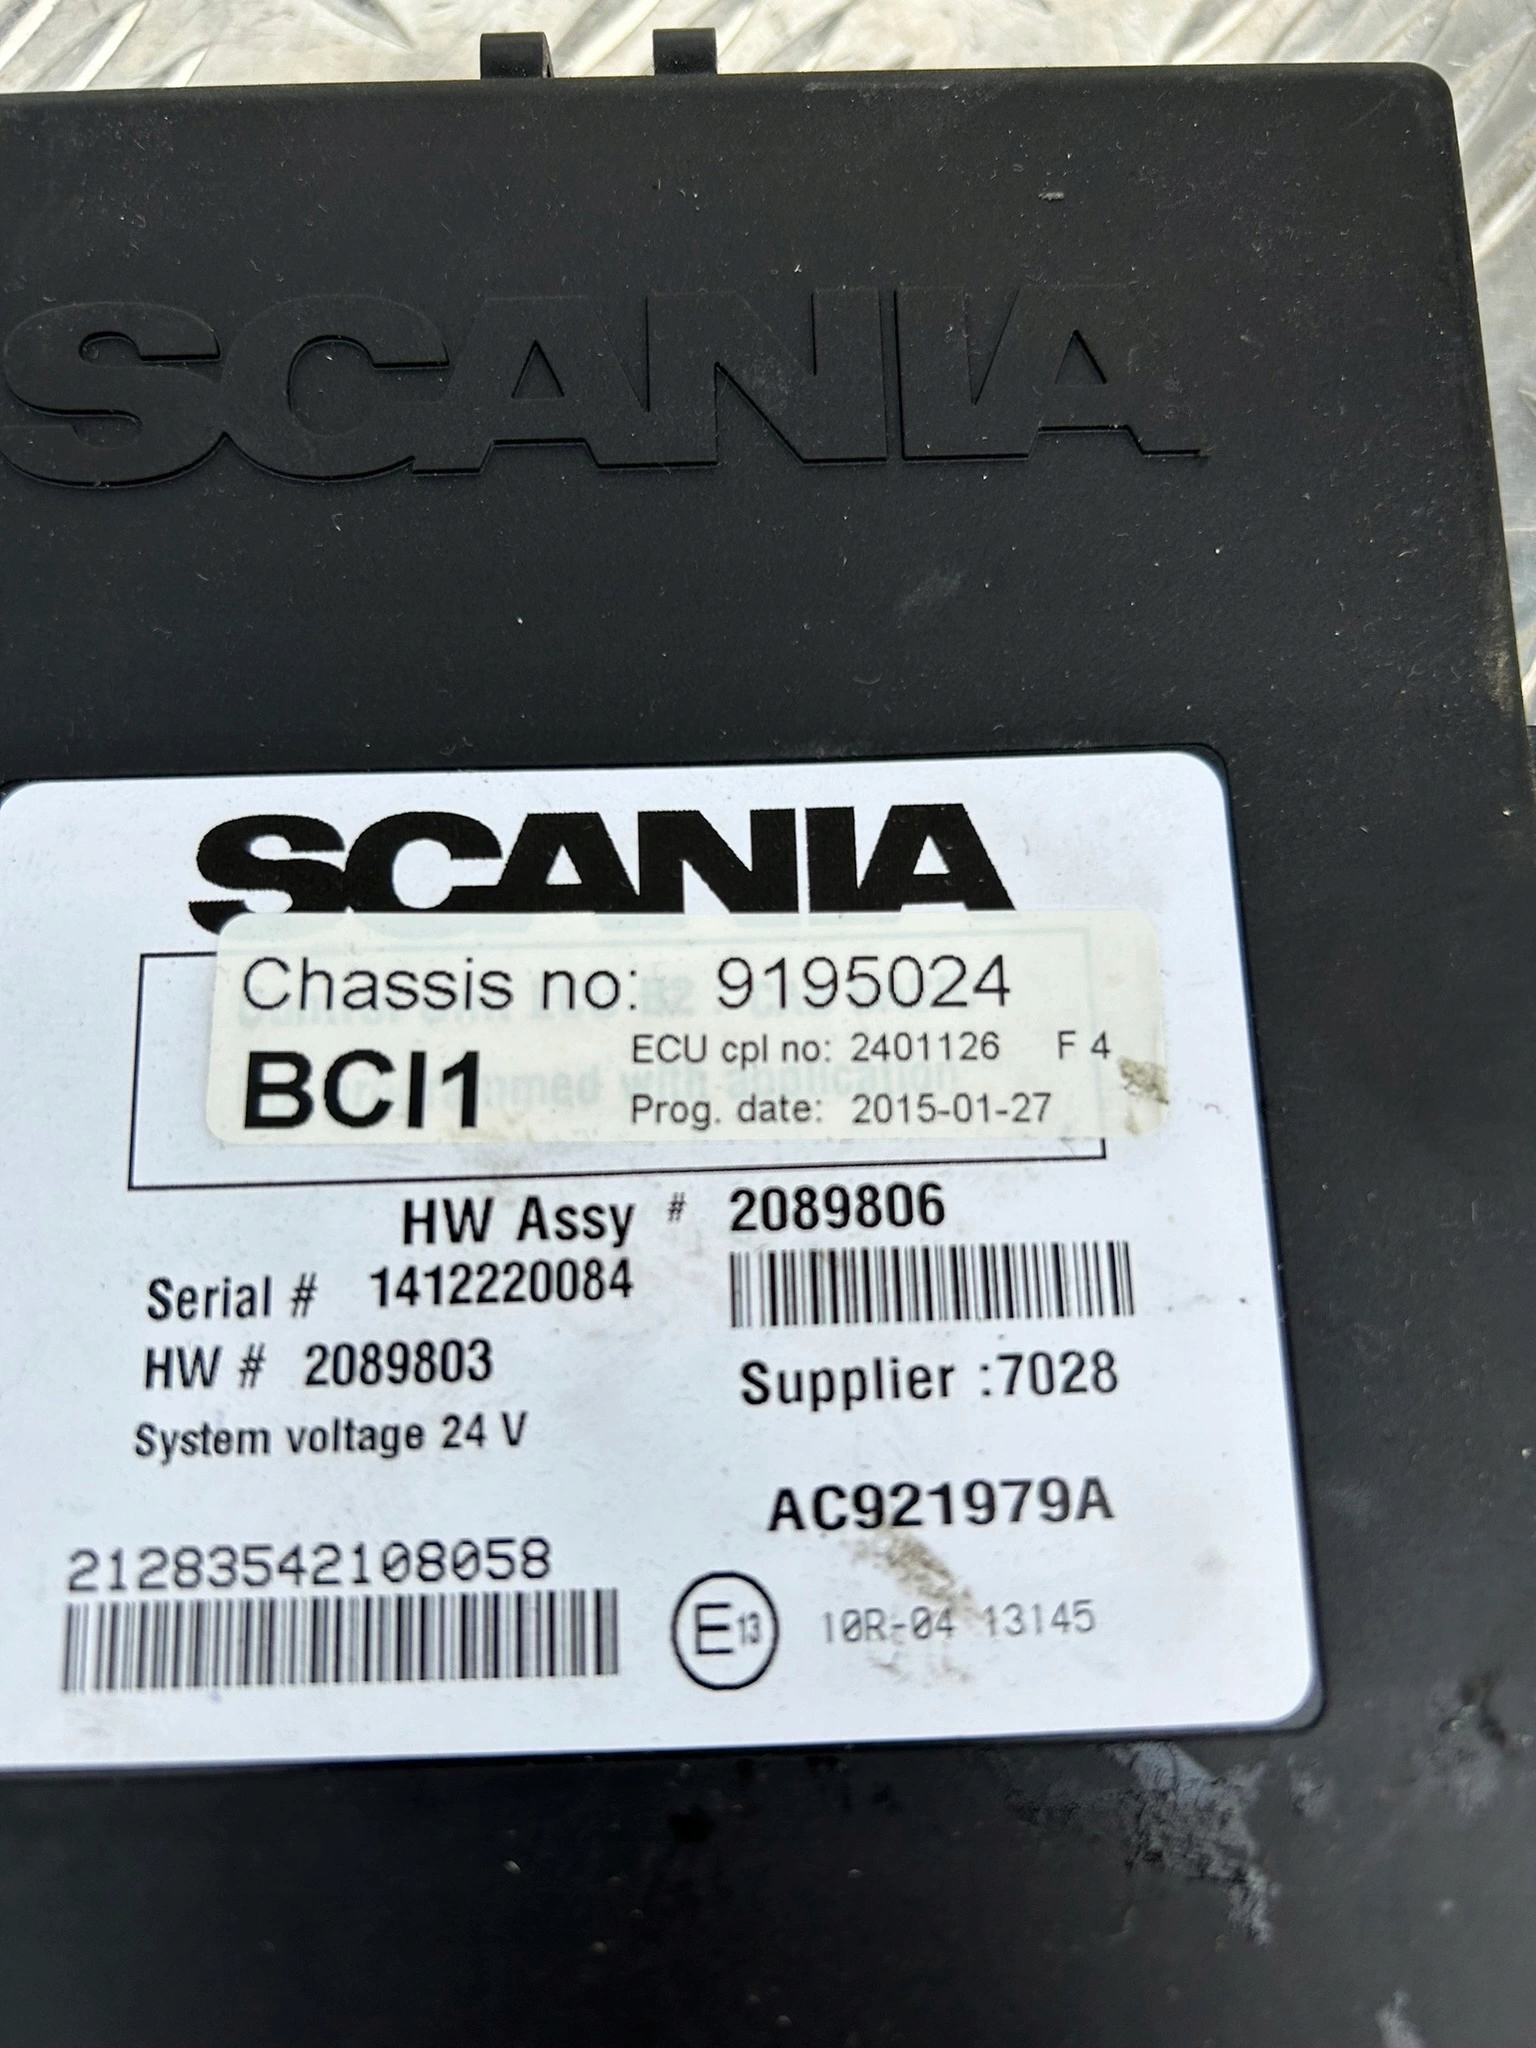 SCANIA
SCANIA
Chassis no: 9195024
BCI1 ECU cpl no: 2401126 F 4
Prog. date: 2015-01-27
HW Assy # 2089806
Serial # 1412220084
HW # 2089803
Supplier :7028
System voltage 24 V
AC921979A
21283542108058
E13 10R-04 13145